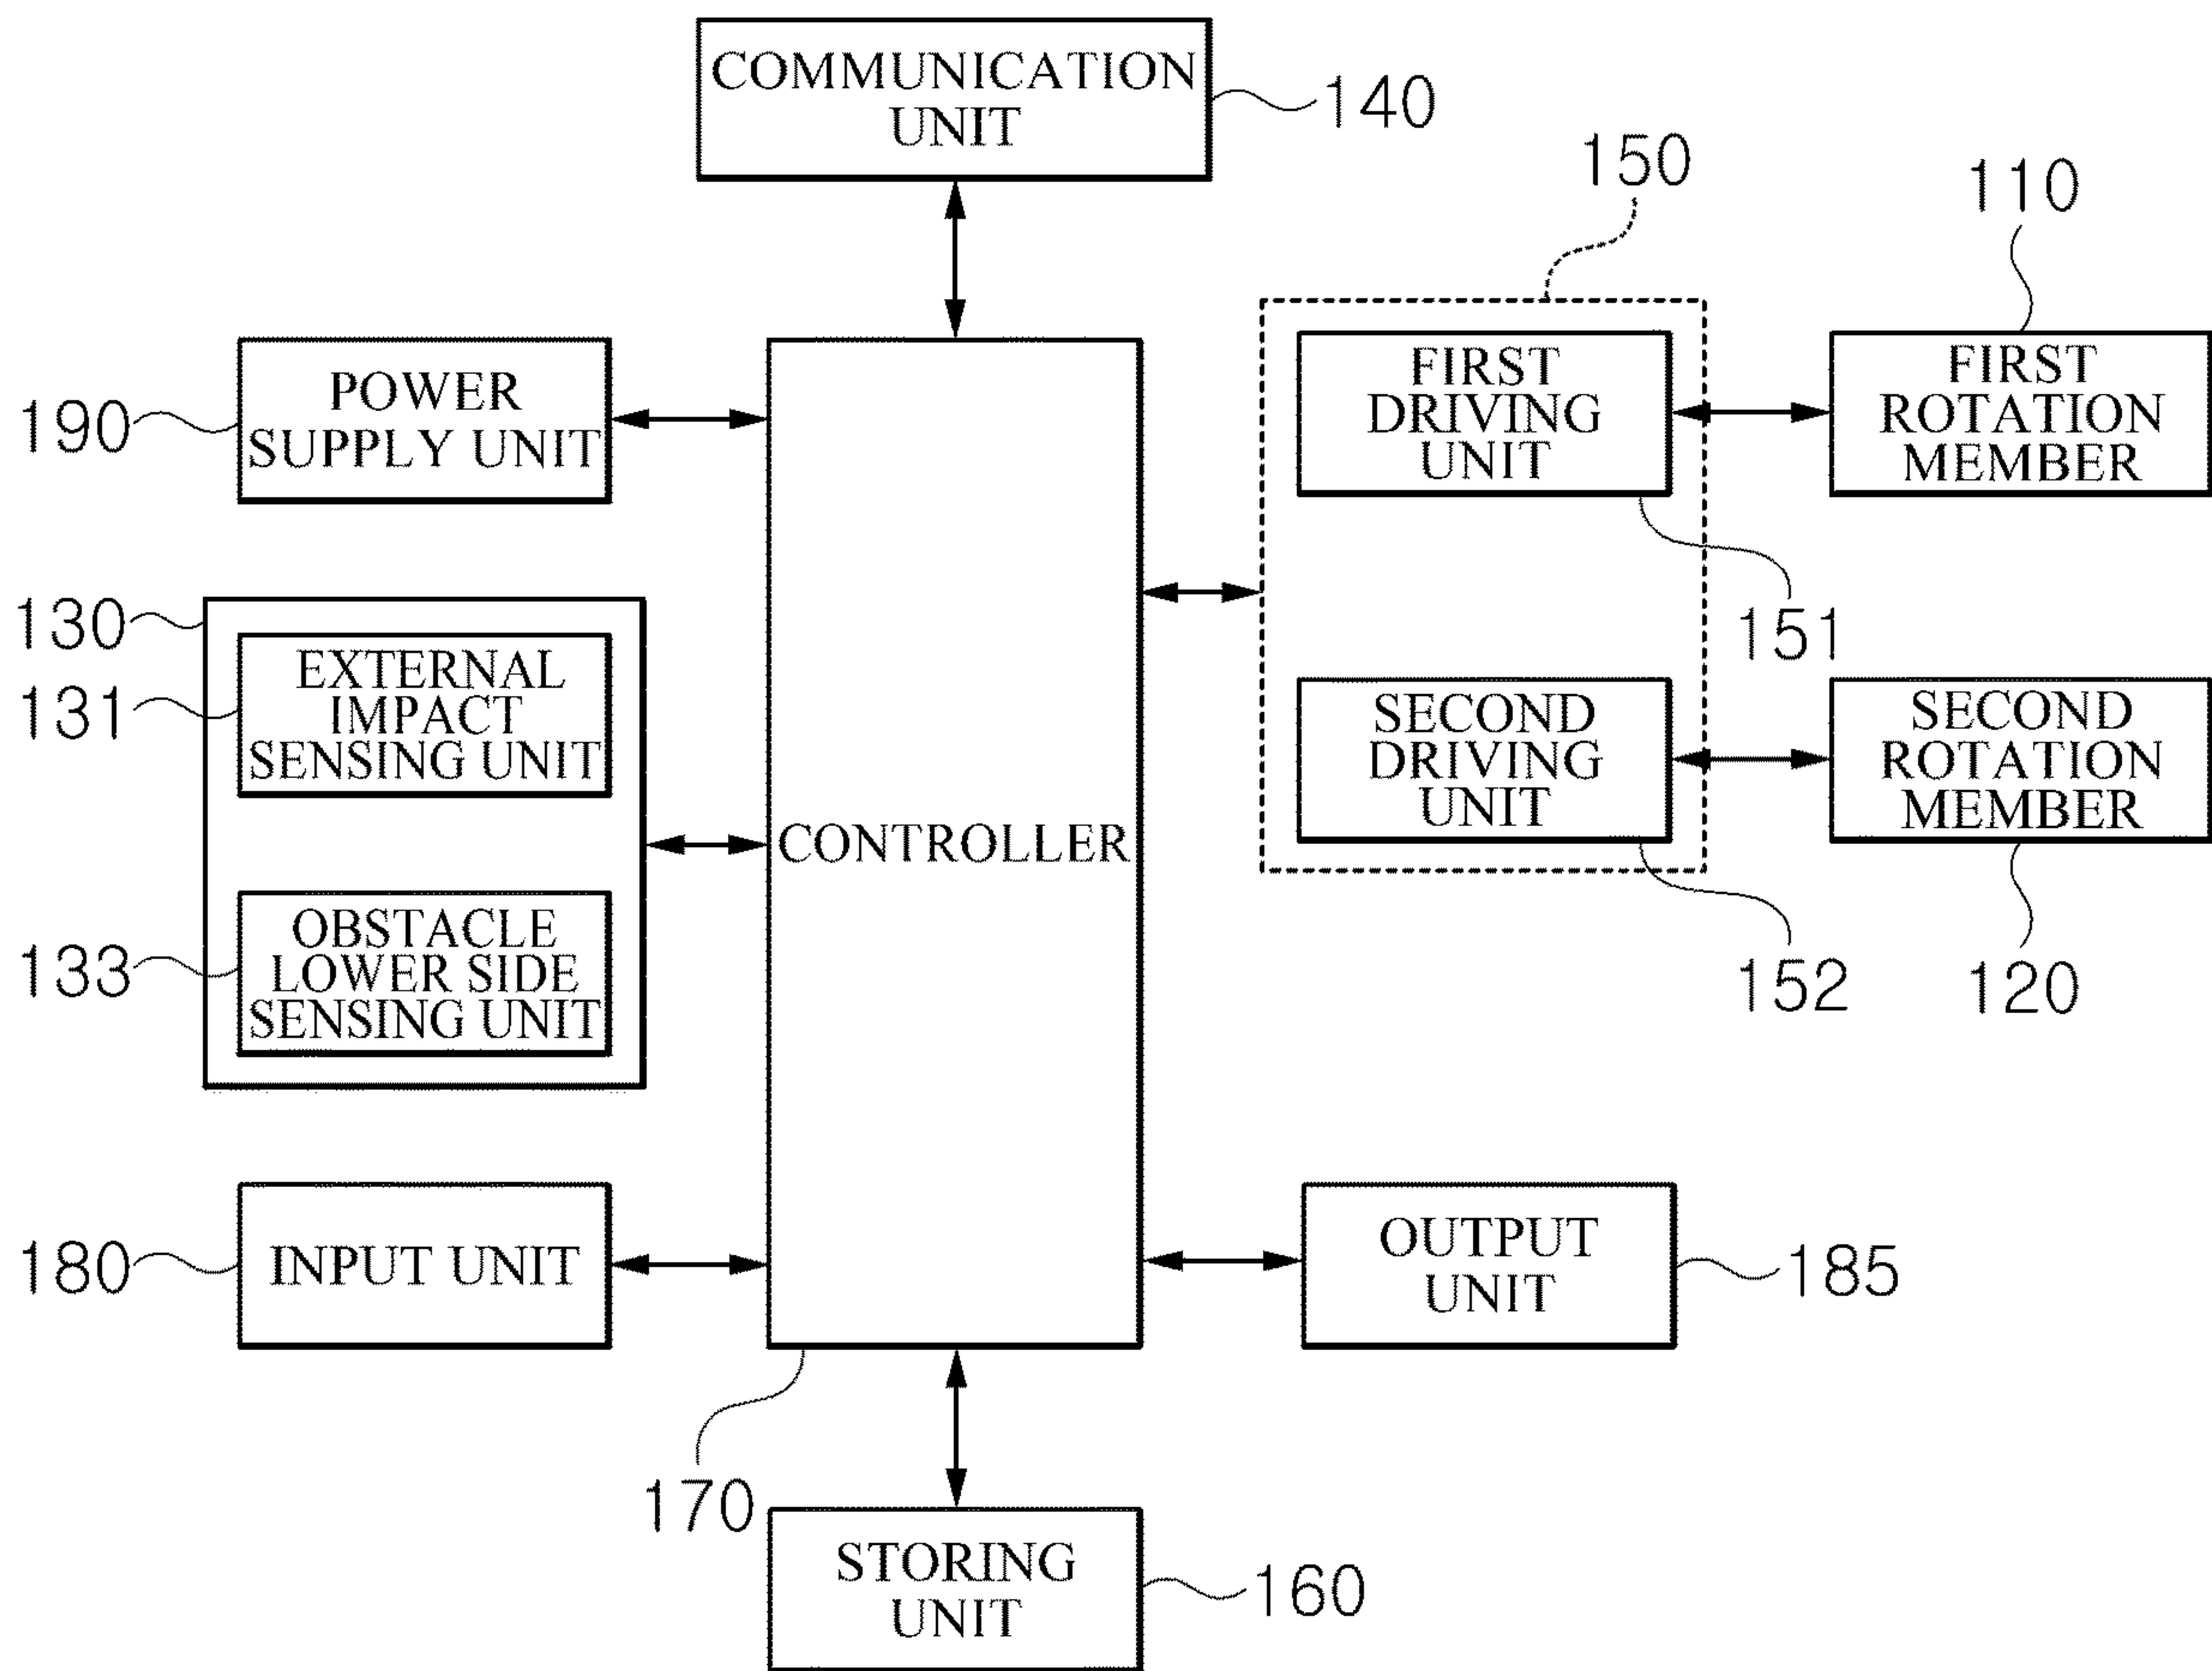 COMMUNICATION
UNIT
140
150
110
POWER
SUPPLY UNIT
190
FIRST
DRIVING
UNIT
FIRST
ROTATION
MEMBER
151
130
EXTERNAL
IMPACT
SENSING UNIT
131
CONTROLLER
SECOND
DRIVING
UNIT
SECOND
ROTATION
MEMBER
152
120
OBSTACLE
LOWER SIDE
SENSING UNIT
133
180
INPUT UNIT
OUTPUT
UNIT
185
170
STORING
UNIT
160